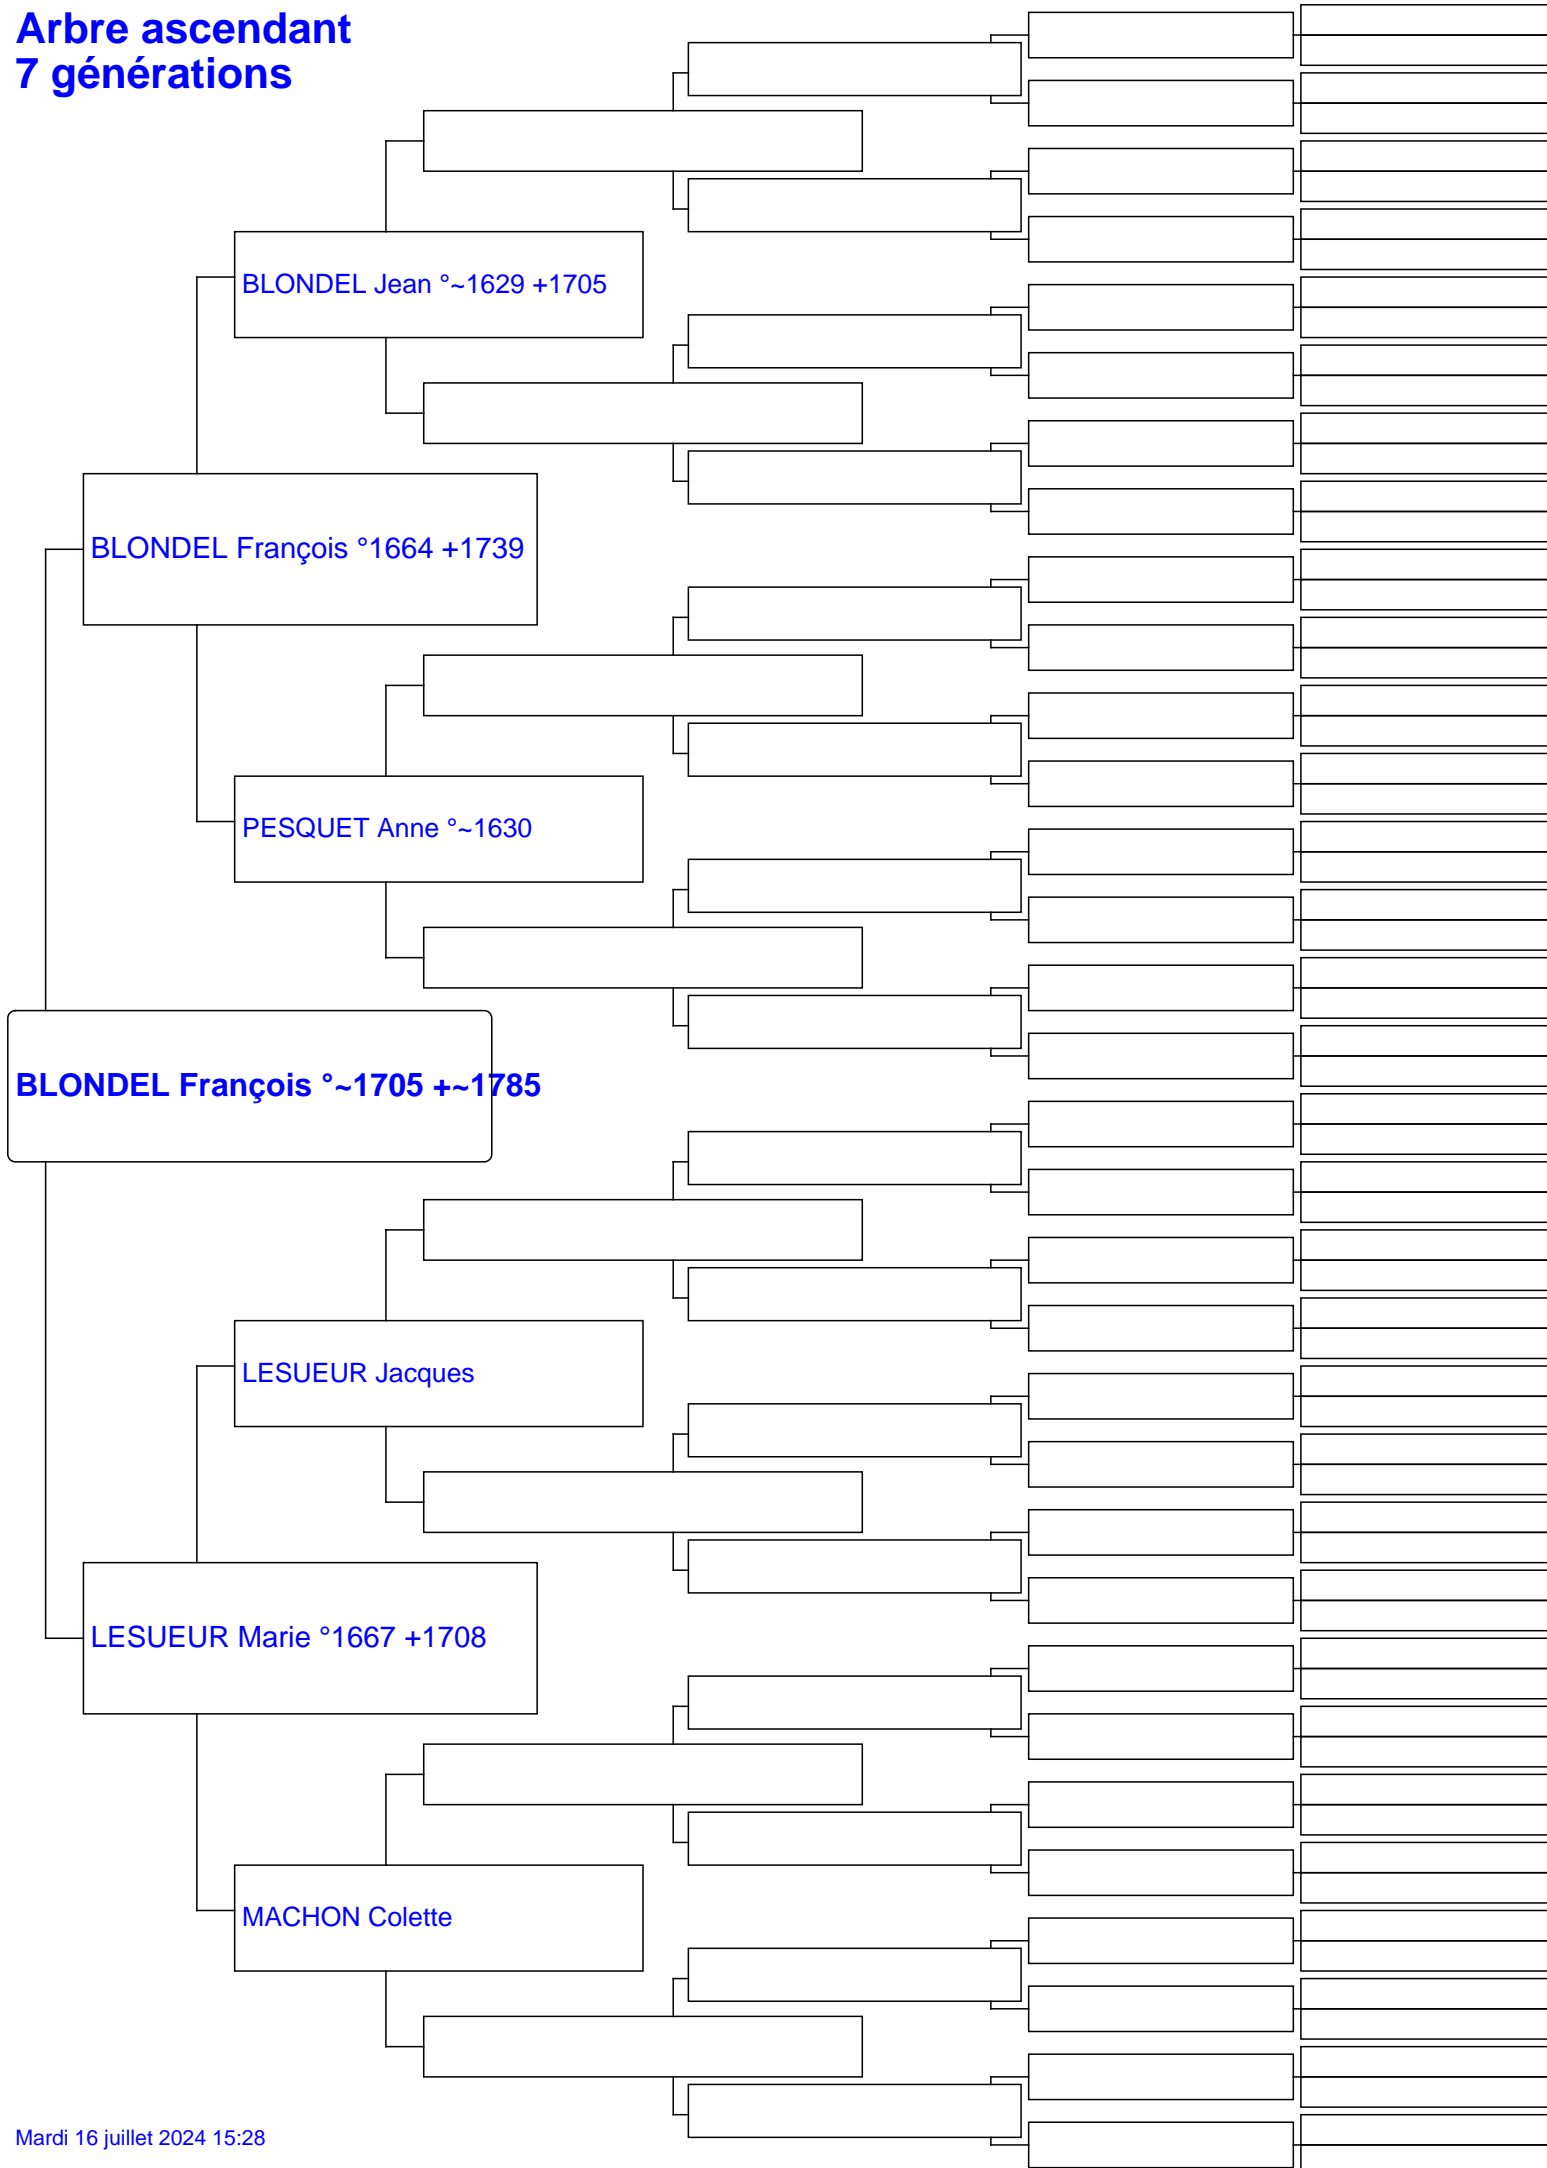 Arbre ascendant
7 générations
BLONDEL Jean °~1629 +1705
BLONDEL François °1664 +1739
PESQUET Anne °~1630
BLONDEL François °~1705 +~1785
LESUEUR Jacques
LESUEUR Marie °1667 +1708
MACHON Colette
Mardi 16 juillet 2024 15:28